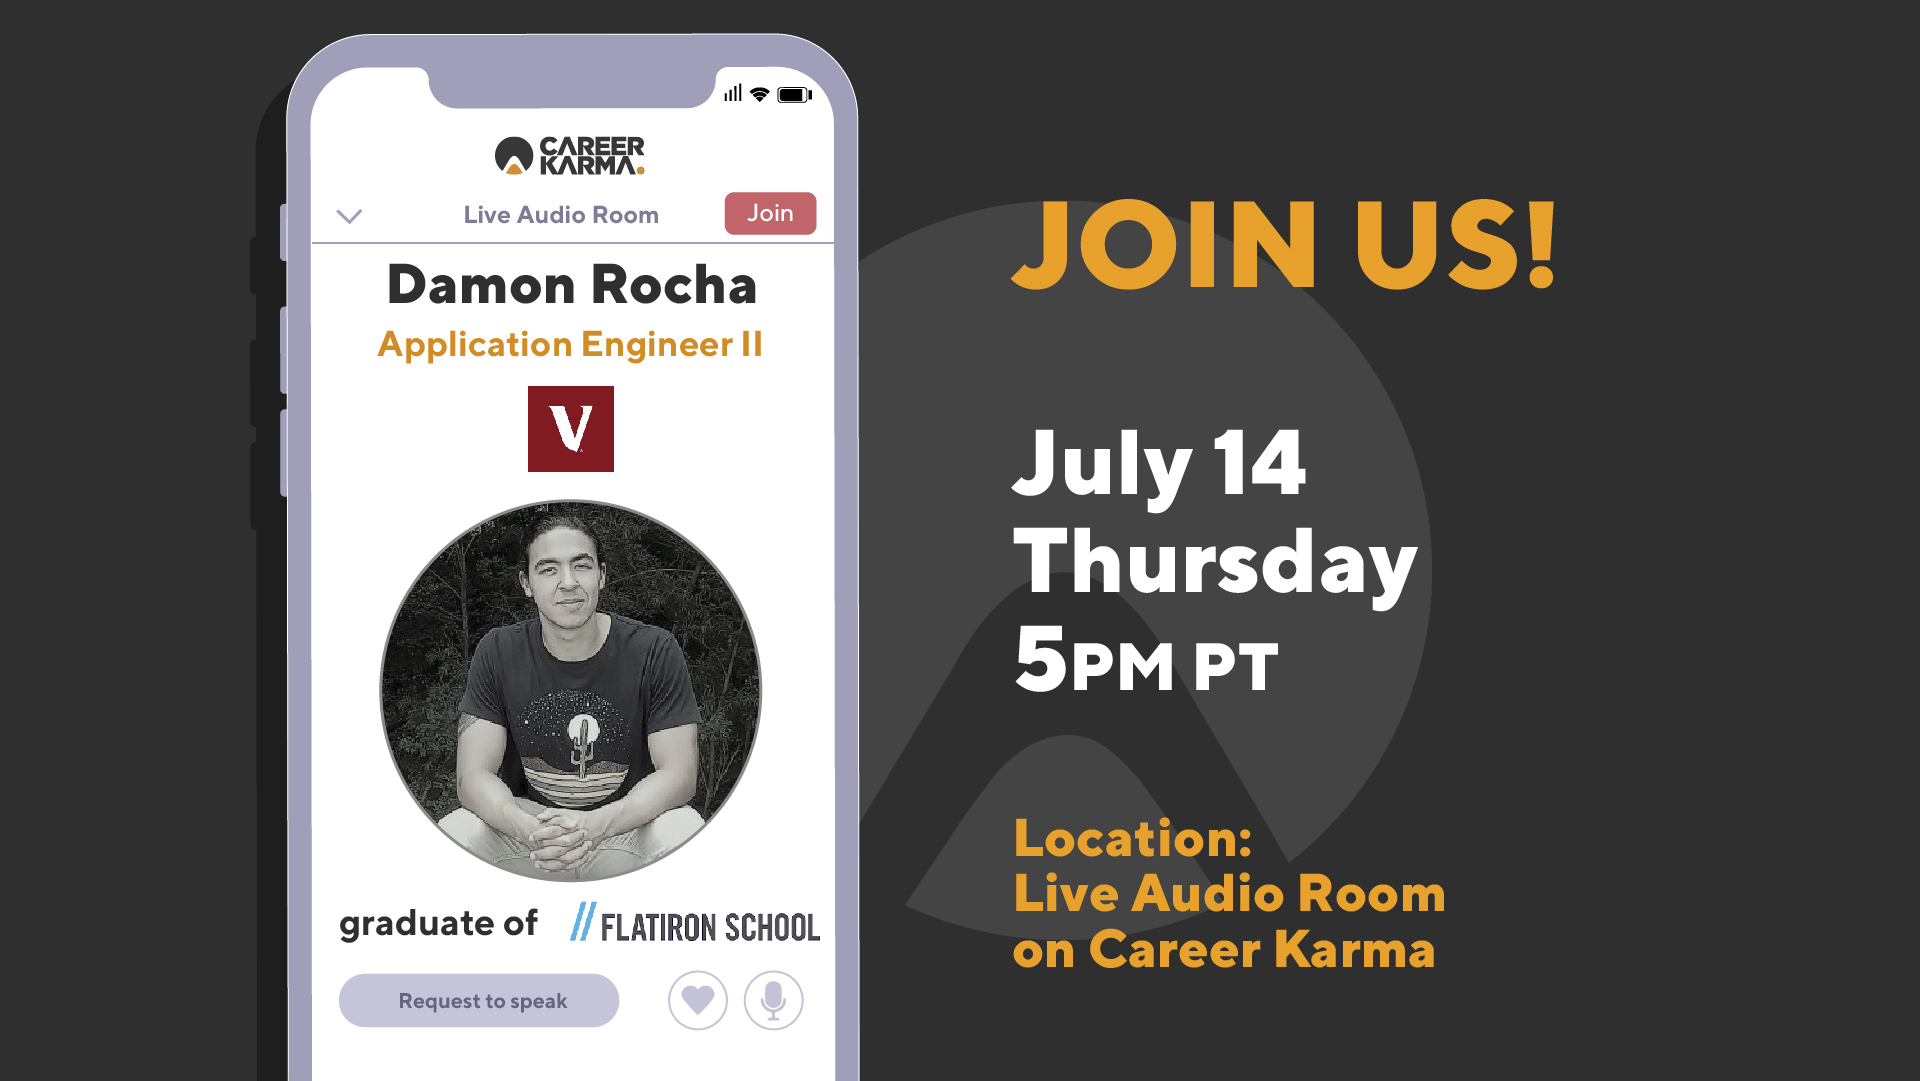 CAREER
KARMA.
Live Audio Room
Join
Damon Rocha
Application Engineer II
V
graduate of
// FLATIRON SCHOOL
Request to speak
JOIN US!
July 14
Thursday
5PM PT
Location:
Live Audio Room
on Career Karma